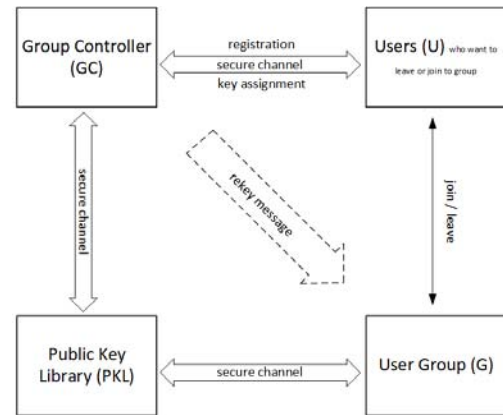 Group Controller
(GC)
registration
secure channel
key assignment
Users (U) who want to
leave or join to group
secure channel
rekey message
join / leave
Public Key
Library (PKL)
secure channel
User Group (G)